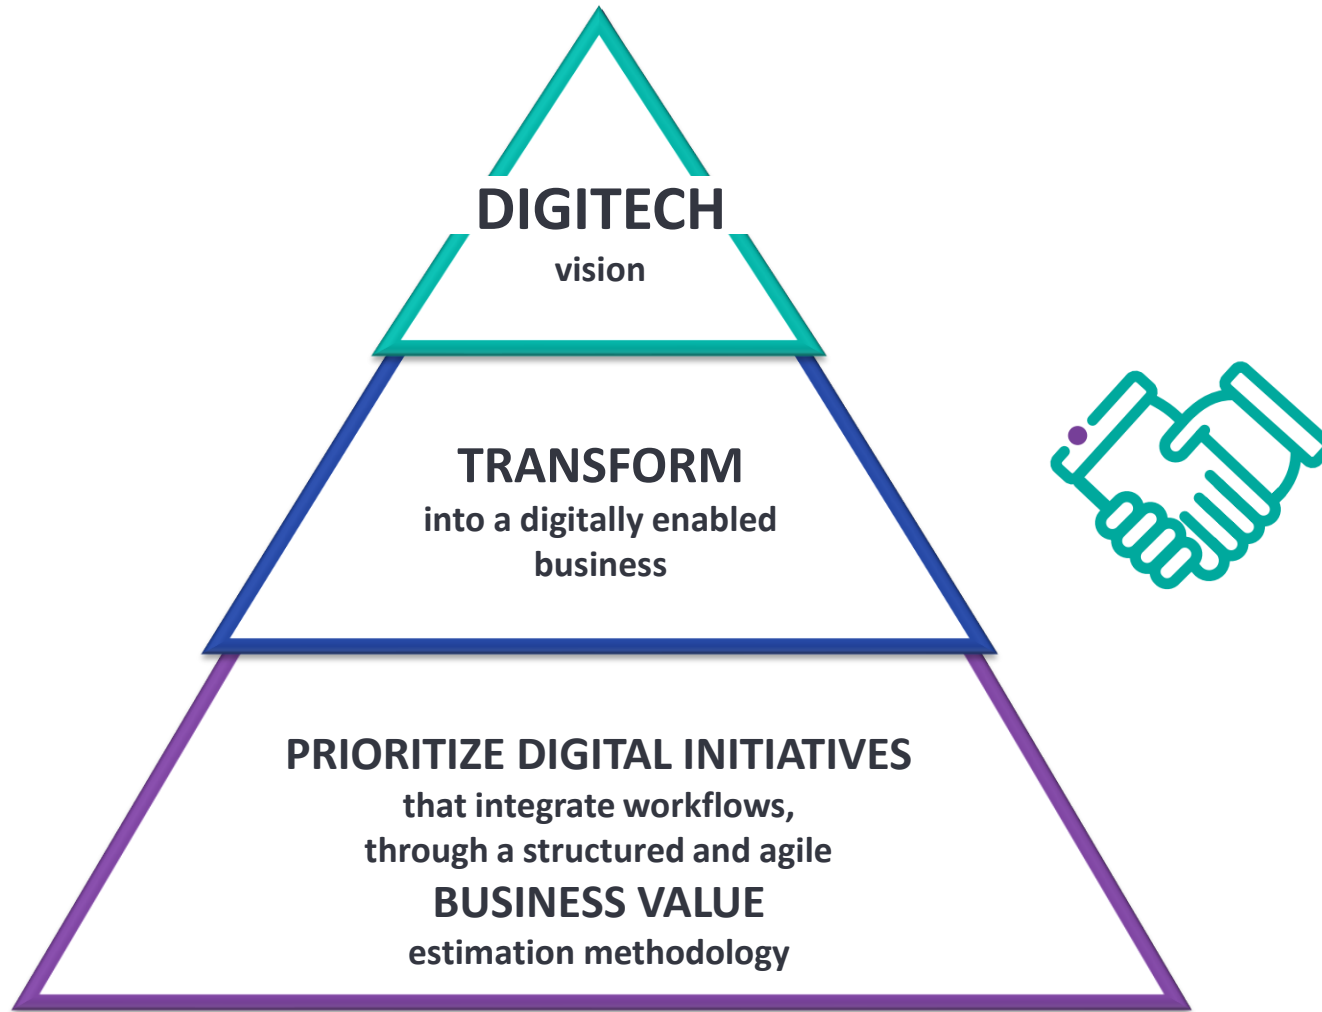 DIGITECH
vision
TRANSFORM
into a digitally enabled
business
PRIORITIZE DIGITAL INITIATIVES
that integrate workflows,
through a structured and agile
BUSINESS VALUE
estimation methodology